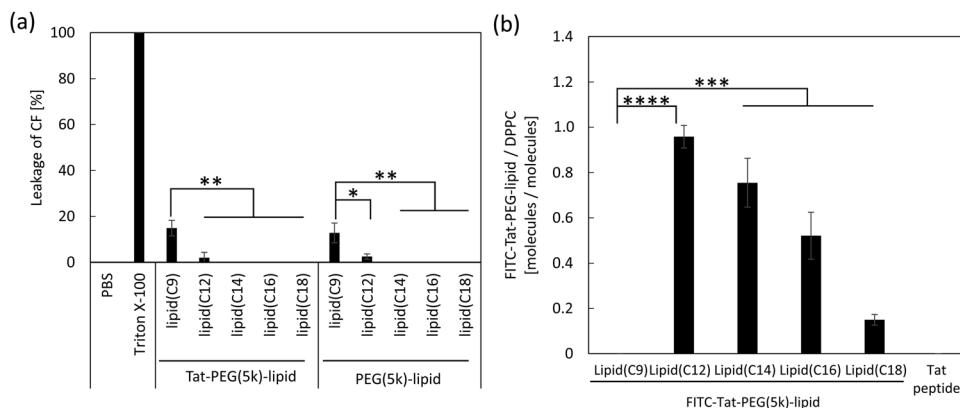 (a)
Leakage of CF [%]
100
80
60
40
20
0
**
*
**
PBS
Triton X-100
lipid(C9)
lipid(C12)
lipid(C14)
lipid(C16)
lipid(C18)
lipid(C9)
lipid(C12)
lipid(C14)
lipid(C16)
lipid(C18)
Tat-PEG(5k)-lipid
PEG(5k)-lipid
(b)
FITC-Tat-PEG-lipid / DPPC
[molecules / molecules]
1.4
1.2
1.0
0.8
0.6
0.4
0.2
0
***
****
Lipid(C9)
Lipid(C12)
Lipid(C14)
Lipid(C16)
Lipid(C18)
Tat
peptide
FITC-Tat-PEG(5k)-lipid